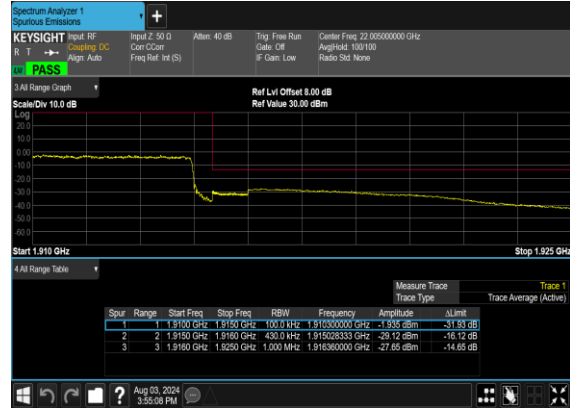 Spectrum Analyzer 1
Spurious Emissions
+
KEYSIGHT Input: RF Input Z: 50 Ω Atten: 40 dB Trig: Free Run Center Freq: 22.005000000 GHz
R T Coupling: DC Corr CCorr Gate: Off Avg|Hold: 100/100
Align: Auto Freq Ref: Int (S) IF Gain: Low Radio Std: None
PASS
3 All Range Graph
Ref Lvl Offset 8.00 dB
Scale/Div 10.0 dB Ref Value 30.00 dBm
Log
20.0
10.0
0.00
-10.0
-20.0
-30.0
-40.0
-50.0
-60.0
Start 1.910 GHz Stop 1.925 GHz
4 All Range Table
Measure Trace Trace 1
Trace Type Trace Average (Active)
Spur Range Start Freq Stop Freq RBW Frequency Amplitude ΔLimit
1 1 1.9100 GHz 1.9150 GHz 100.0 kHz 1.910300000 GHz -1.935 dBm -31.93 dB
2 2 1.9150 GHz 1.9160 GHz 430.0 kHz 1.915028333 GHz -29.12 dBm -16.12 dB
3 3 1.9160 GHz 1.9250 GHz 1.000 MHz 1.916360000 GHz -27.65 dBm -14.65 dB
? Aug 03, 2024
3:55:08 PM